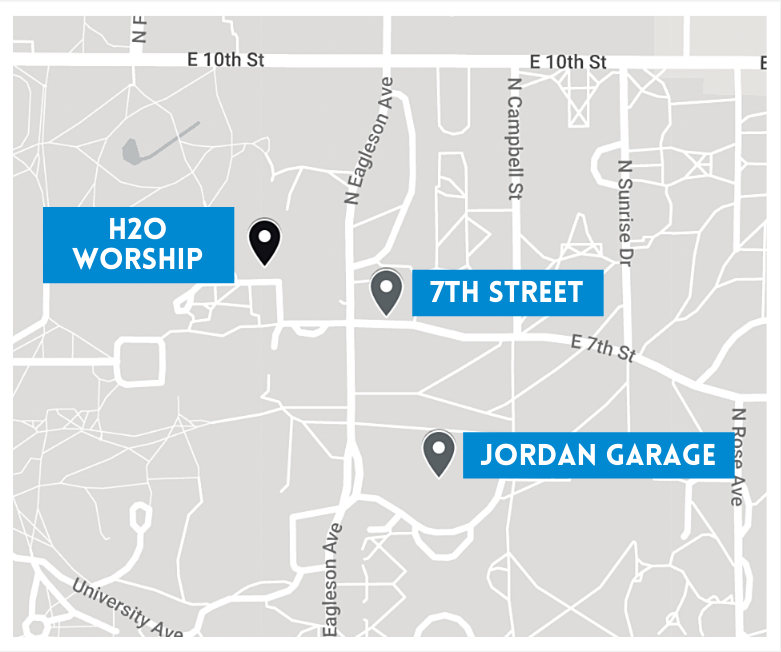 N F
E 10th St
E 10th St
E
N Eagleson Ave
N Campbell St
N Sunrise Dr
H2O
WORSHIP
7TH STREET
E 7th St
JORDAN GARAGE
N Rose Ave
Eagleson Ave
University Ave